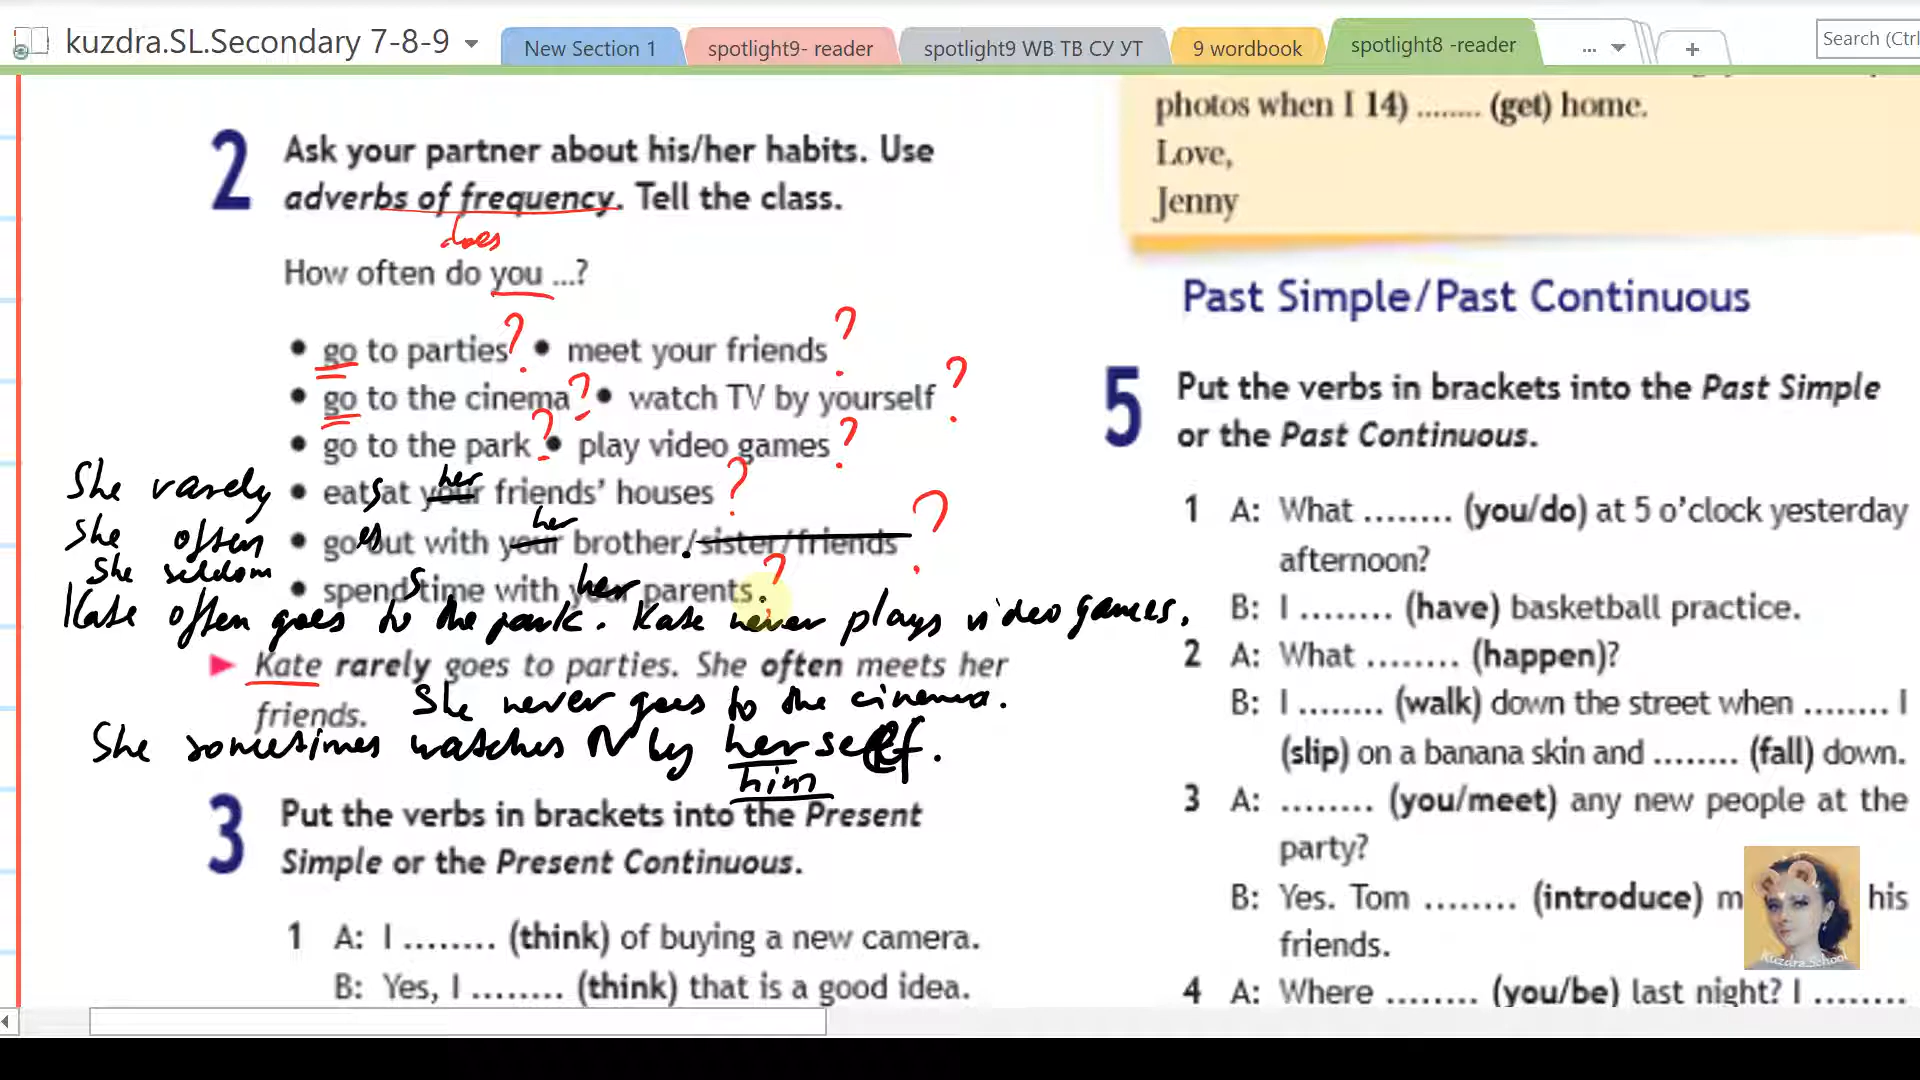 kuzdra.SL.Secondary 7-8-9
New Section 1
spotlight9- reader
spotlight9 WB TB СУ УТ
9 wordbook
spotlight8 -reader
...
+
Search (Ctrl
2 Ask your partner about his/her habits. Use
adverbs of frequency. Tell the class.
does
How often do you ...?
• go to parties? • meet your friends?
• go to the cinema? • watch TV by yourself?
• go to the park? • play video games?
her
She rarely • eats at your friends' houses?
her
She often • goes out with your brother/. sister/friends?
She seldom
• spends time with your her parents. ?
Kate often goes to the park. Kate never plays video games.
Kate rarely goes to parties. She often meets her
friends. She never goes to the cinema.
She sometimes watches TV by herself.
him
3 Put the verbs in brackets into the Present
Simple or the Present Continuous.
1 A: I ........ (think) of buying a new camera.
B: Yes, I ........ (think) that is a good idea.
photos when I 14) ........ (get) home.
Love,
Jenny
Past Simple/Past Continuous
5 Put the verbs in brackets into the Past Simple
or the Past Continuous.
1 A: What ........ (you/do) at 5 o'clock yesterday
afternoon?
B: I ........ (have) basketball practice.
2 A: What ........ (happen)?
B: I ........ (walk) down the street when ........ I
(slip) on a banana skin and ........ (fall) down.
3 A: ........ (you/meet) any new people at the
party?
B: Yes. Tom ........ (introduce) m his
friends.
4 A: Where ........ (you/be) last night? I ........
Kuzdra_School